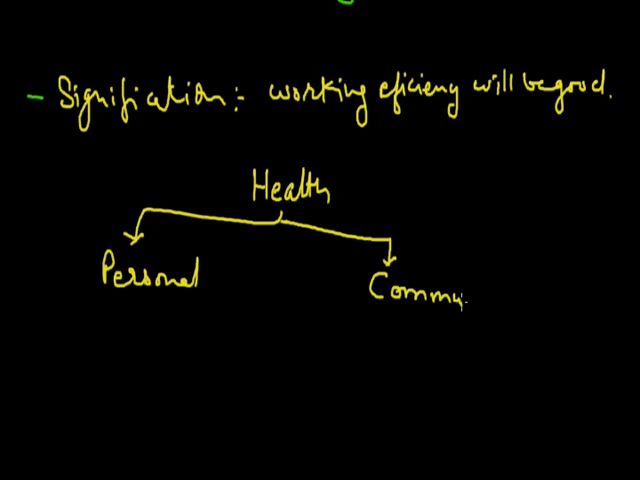 - Signification :- working eficieny will be good.
Health
Personal
Commu